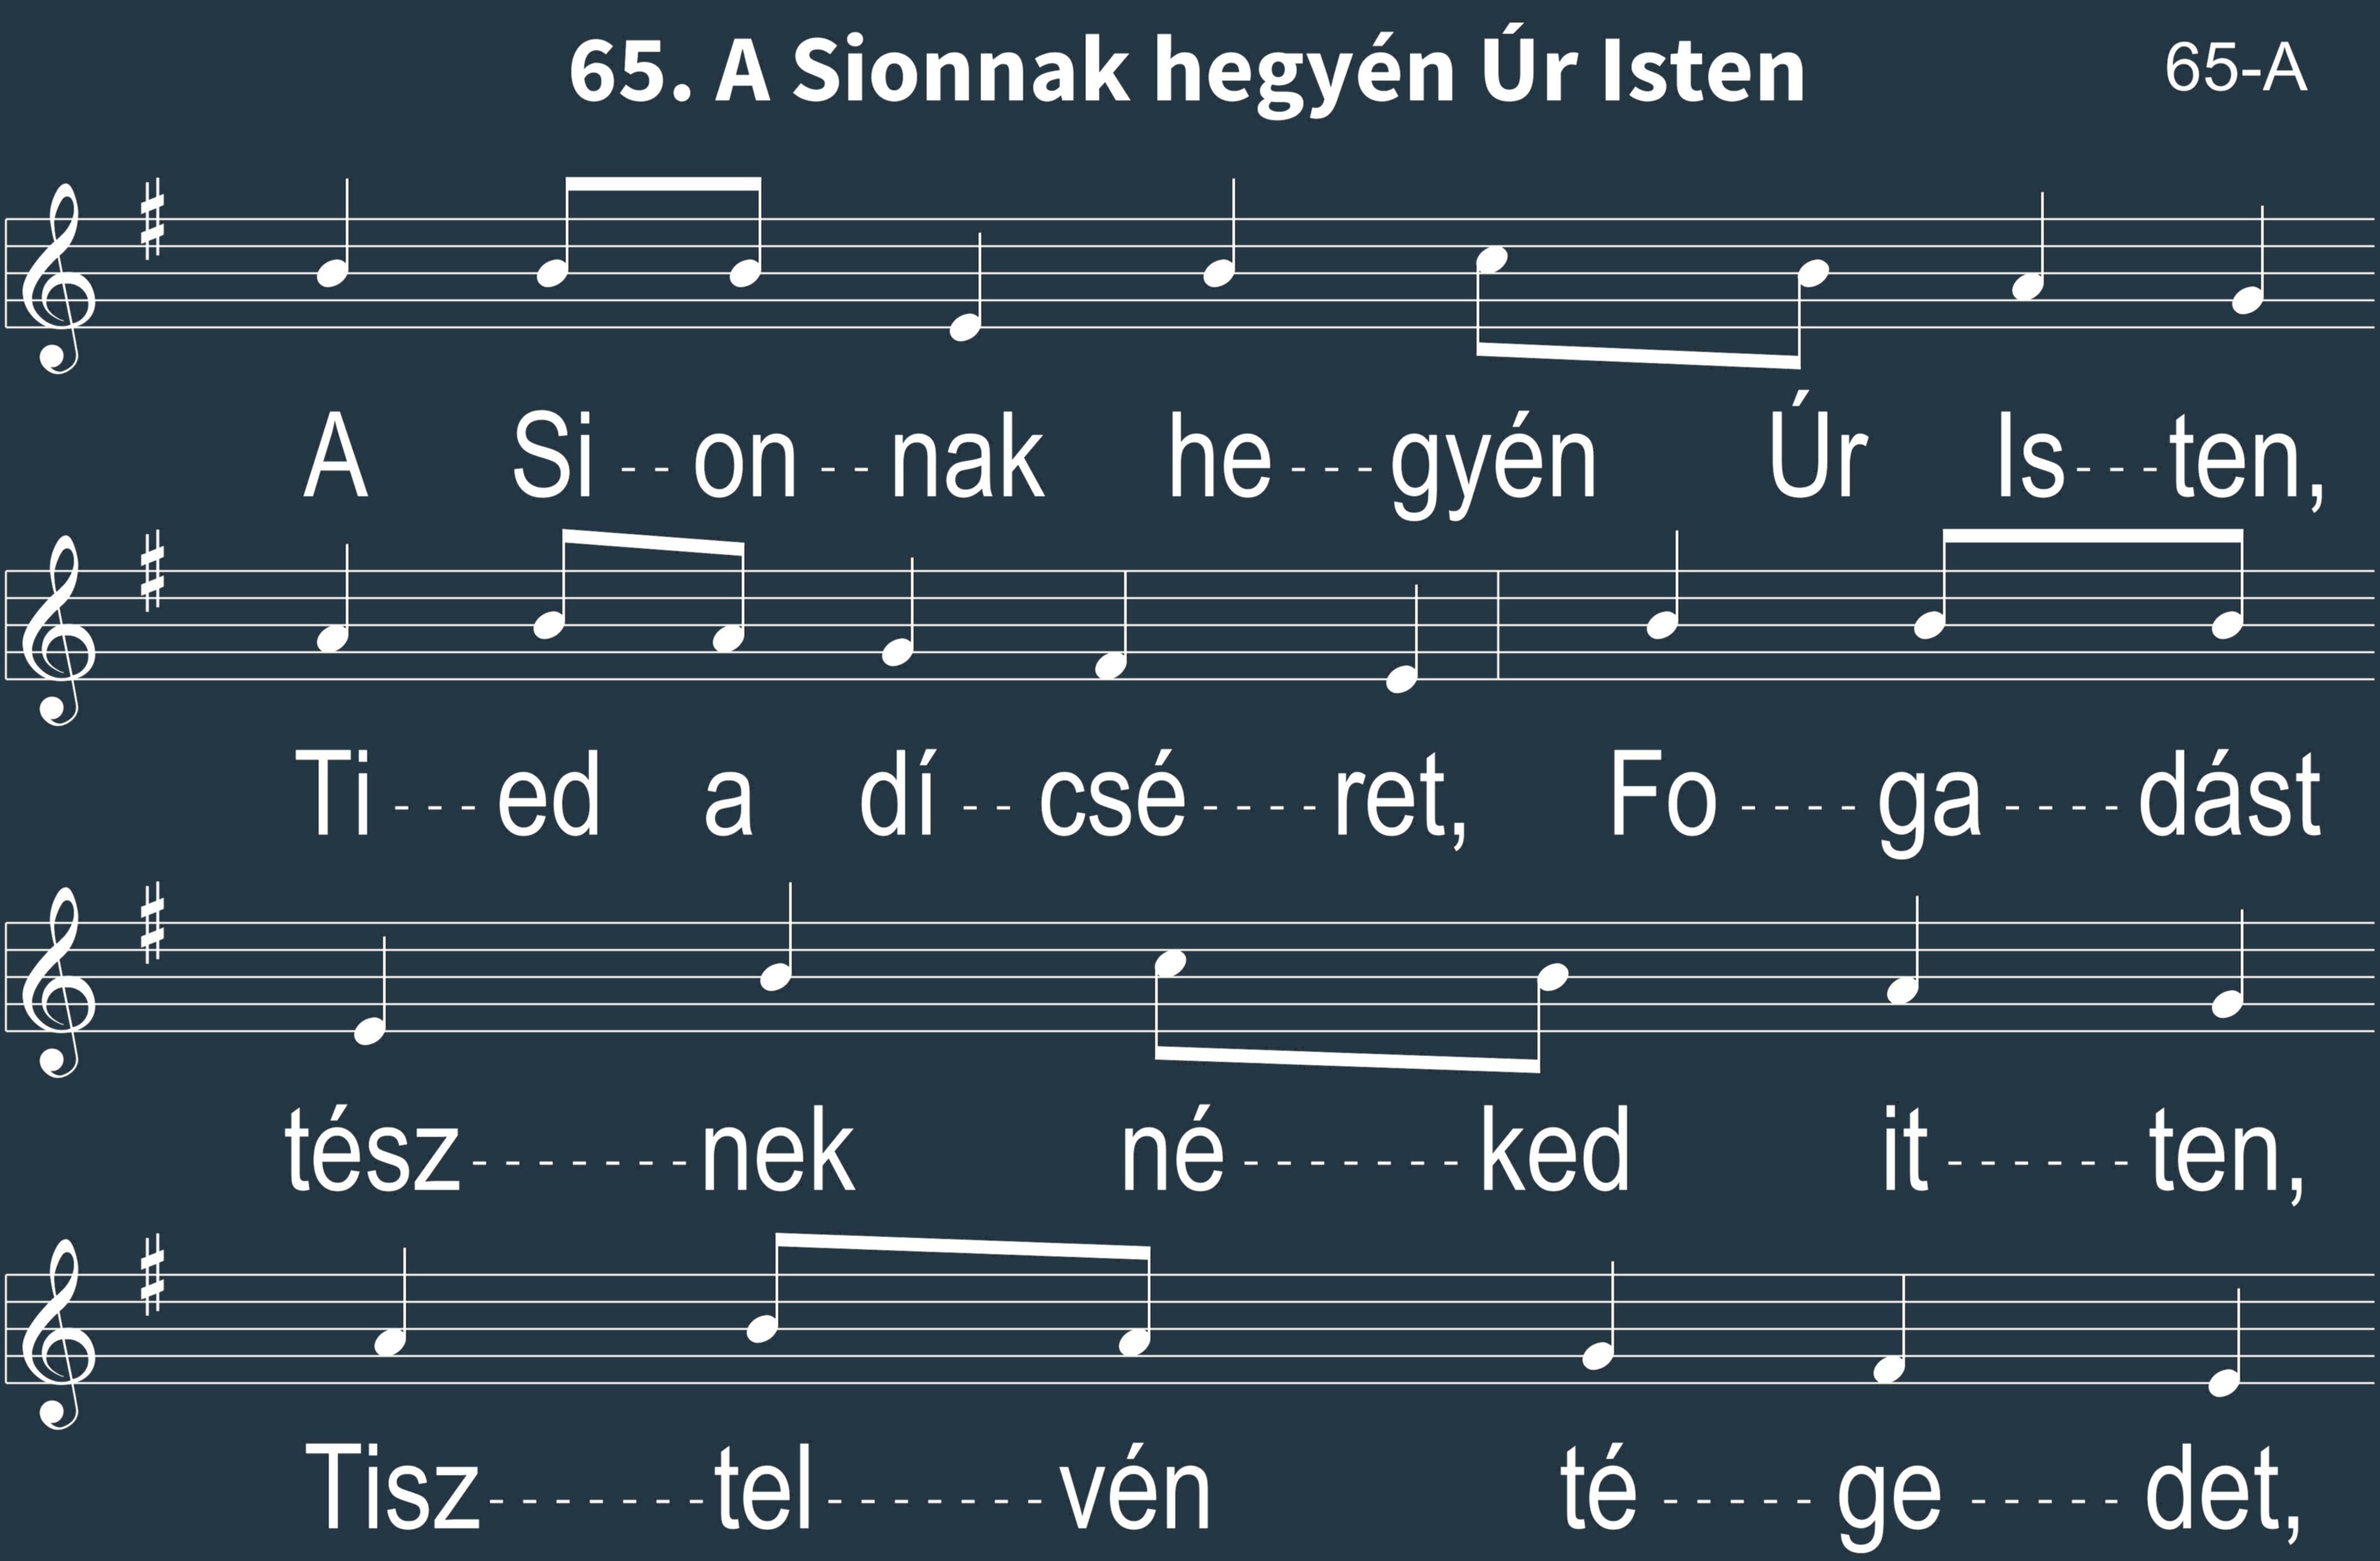 65. A Sionnak hegyén Úr Isten 65-A
A Si--on--nak he---gyén Úr Is---ten,
Ti---ed a dí--csé----ret, Fo----ga----dást
tész-------nek né-------ked it------ten,
Tisz-------tel-------vén té-----ge-----det,